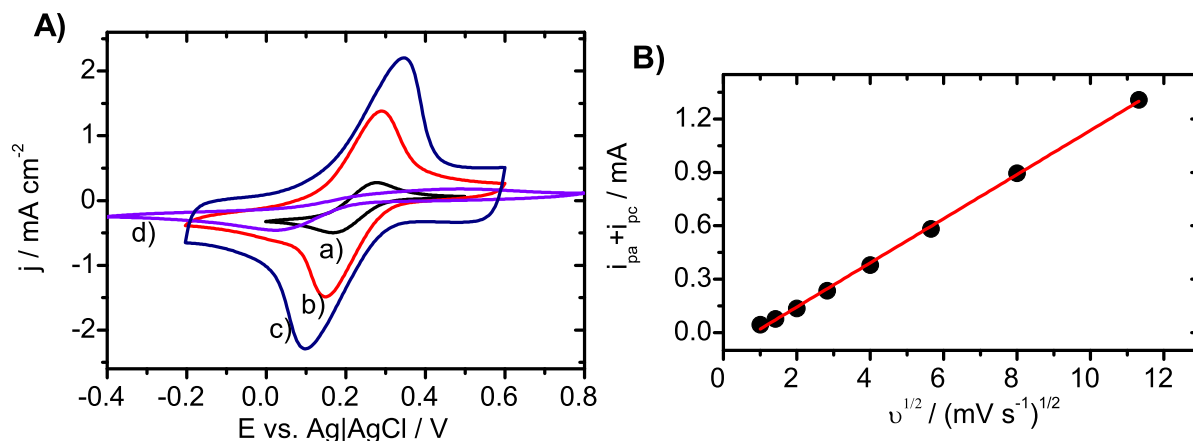 A)
2
1
0
-1
-2
j / mA cm-2
-0.4 -0.2 0.0 0.2 0.4 0.6 0.8
E vs. Ag|AgCl / V
a)
b)
c)
d)
B)
1.2
0.9
0.6
0.3
0.0
ipa+ipc / mA
0 2 4 6 8 10 12
υ1/2 / (mV s-1)1/2